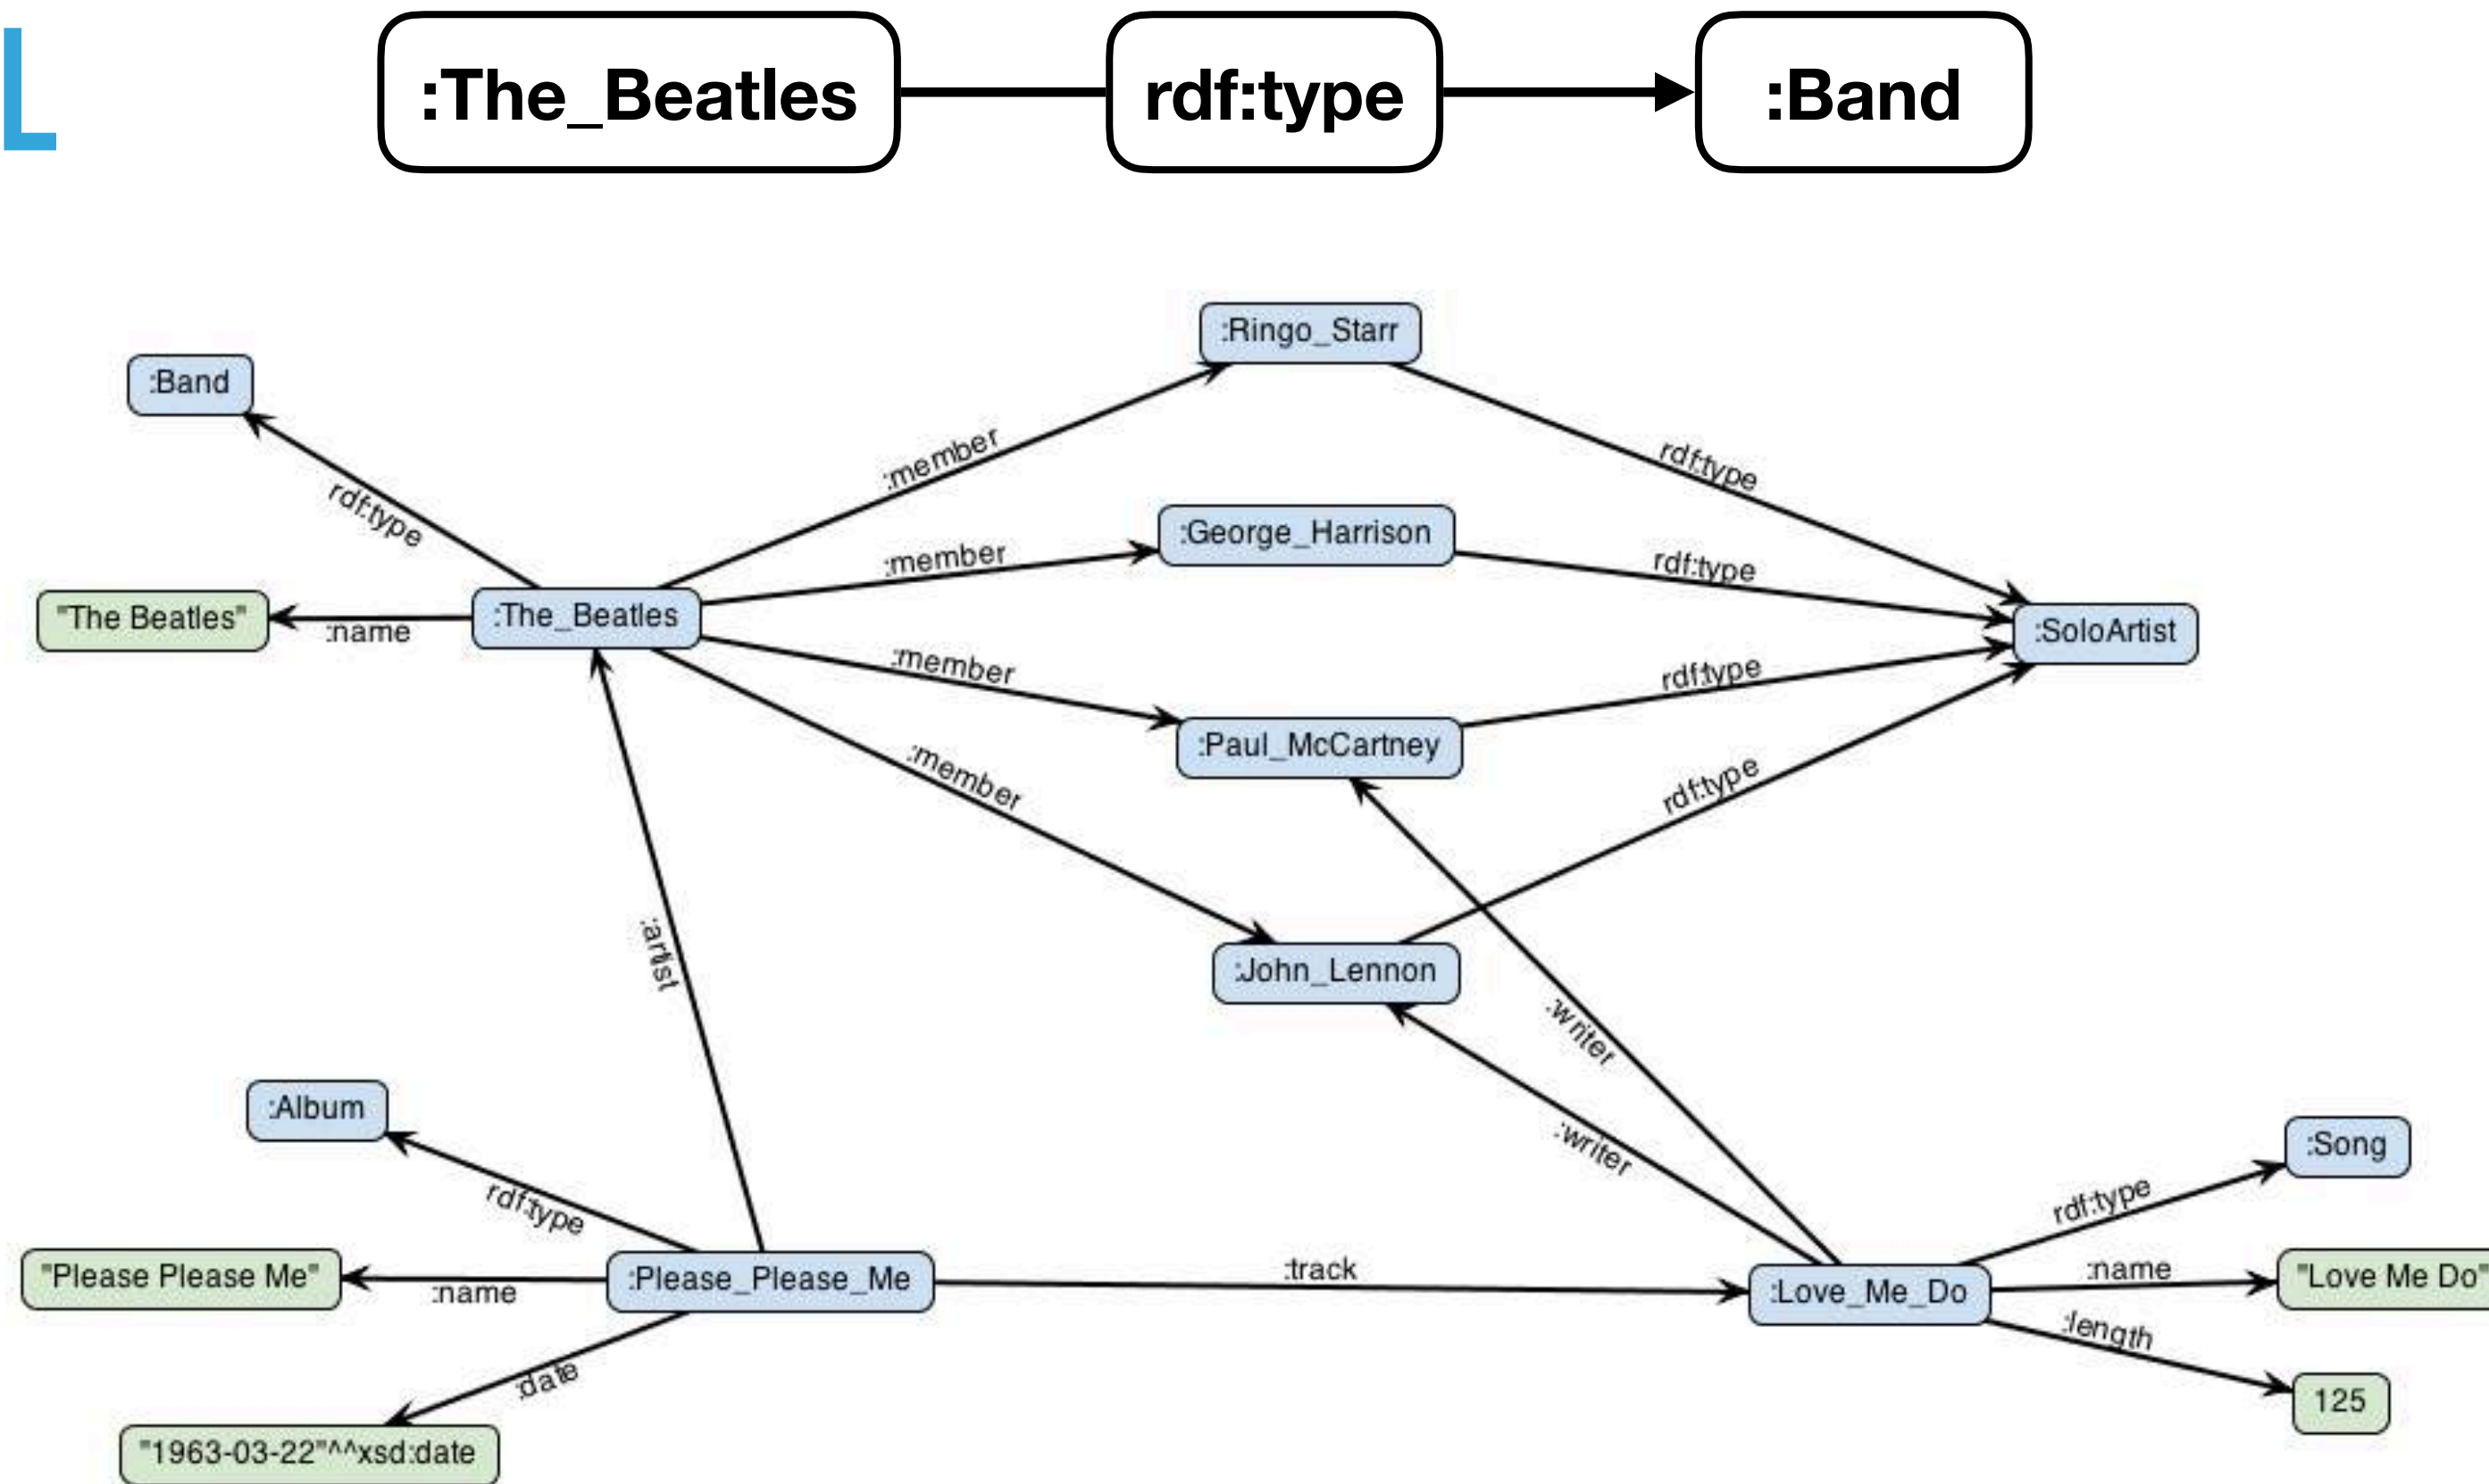 L
:The_Beatles
rdf:type
:Band
:Ringo_Starr
:Band
:member
rdf:type
rdf:type
:George_Harrison
:member
rdf:type
"The Beatles"
:name
:The_Beatles
:SoloArtist
:member
rdf:type
:Paul_McCartney
:member
rdf:type
:artist
:John_Lennon
:writer
:Album
:writer
:Song
rdf:type
rdf:type
"Please Please Me"
:name
:Please_Please_Me
:track
:Love_Me_Do
:name
"Love Me Do"
:length
:date
125
"1963-03-22"^^xsd:date